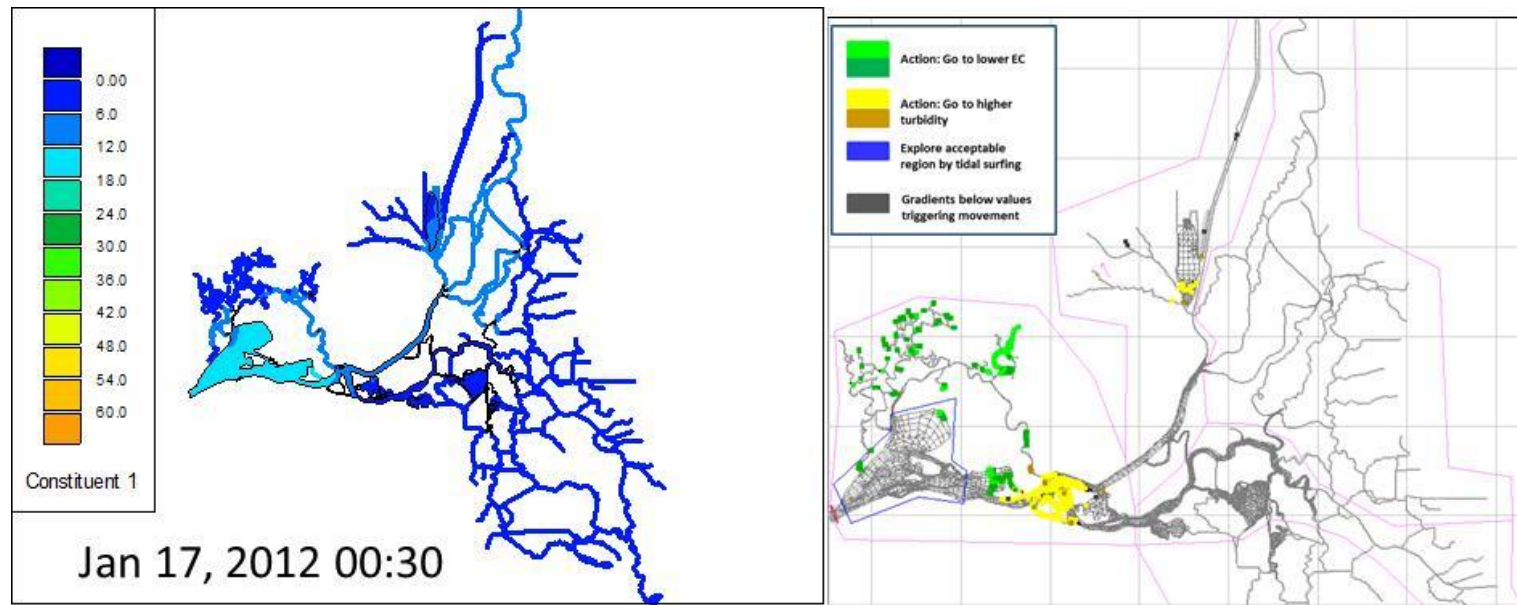 0.00
6.0
12.0
18.0
24.0
30.0
36.0
42.0
48.0
54.0
60.0
Constituent 1
Jan 17, 2012 00:30
Action: Go to lower EC
Action: Go to higher
turbidity
Explore acceptable
region by tidal surfing
Gradients below values
triggering movement